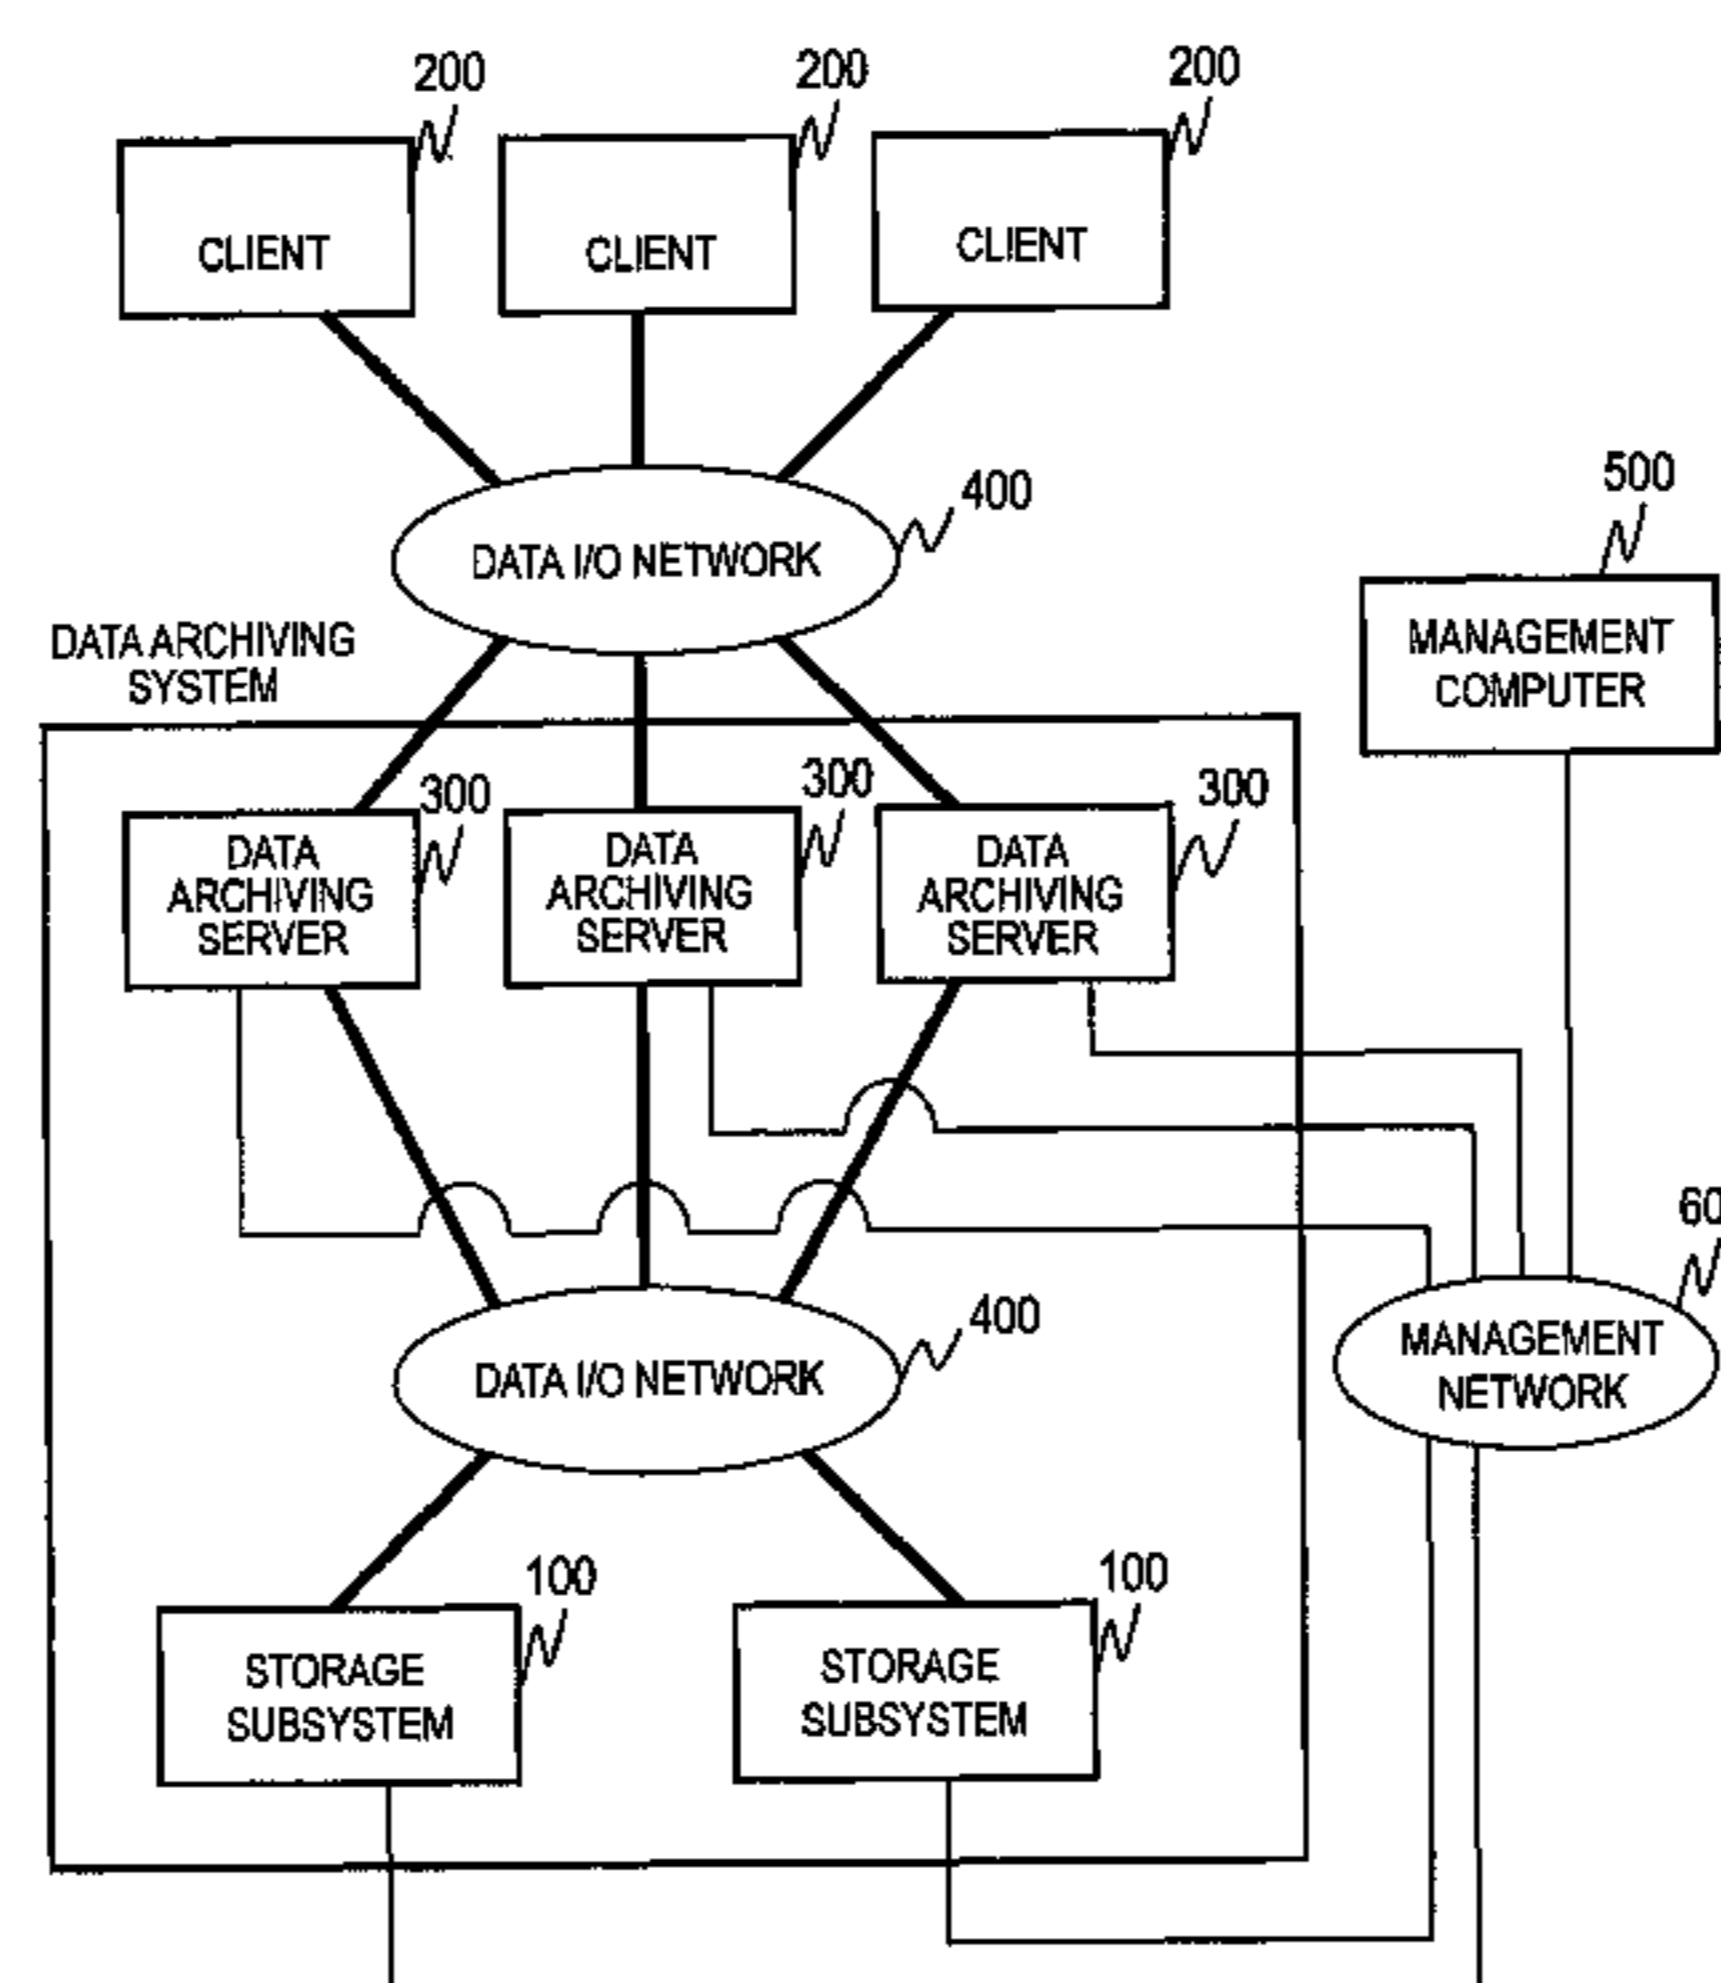 200
200
200
CLIENT
CLIENT
CLIENT
400
DATA I/O NETWORK
500
MANAGEMENT
COMPUTER
DATA ARCHIVING
SYSTEM
300
300
300
DATA
ARCHIVING
SERVER
DATA
ARCHIVING
SERVER
DATA
ARCHIVING
SERVER
60
MANAGEMENT
NETWORK
400
DATA I/O NETWORK
100
100
STORAGE
SUBSYSTEM
STORAGE
SUBSYSTEM